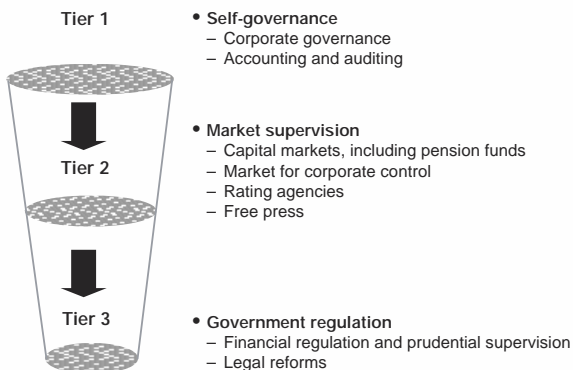 Tier 1
• Self-governance
– Corporate governance
– Accounting and auditing
Tier 2
• Market supervision
– Capital markets, including pension funds
– Market for corporate control
– Rating agencies
– Free press
Tier 3
• Government regulation
– Financial regulation and prudential supervision
– Legal reforms